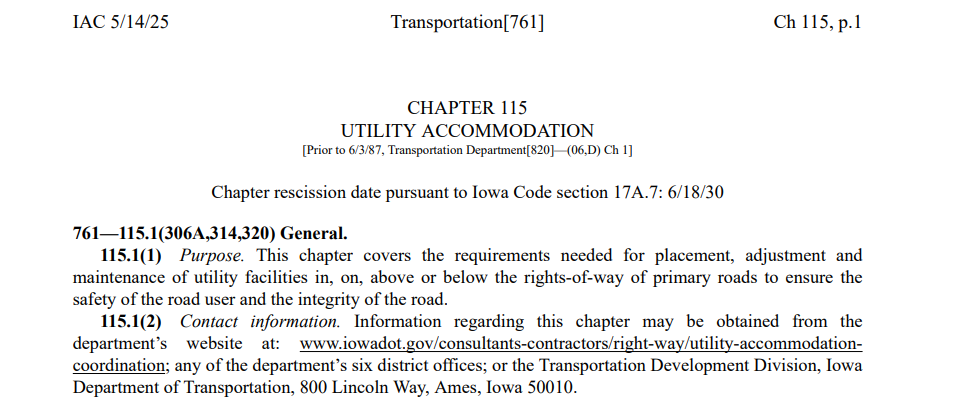 IAC 5/14/25 Transportation[761] Ch 115, p.1
CHAPTER 115
UTILITY ACCOMMODATION
[Prior to 6/3/87, Transportation Department[820]—(06,D) Ch 1]
Chapter rescission date pursuant to Iowa Code section 17A.7: 6/18/30
761—115.1(306A,314,320) General.
115.1(1) Purpose. This chapter covers the requirements needed for placement, adjustment and
maintenance of utility facilities in, on, above or below the rights-of-way of primary roads to ensure the
safety of the road user and the integrity of the road.
115.1(2) Contact information. Information regarding this chapter may be obtained from the
department’s website at: www.iowadot.gov/consultants-contractors/right-way/utility-accommodation-
coordination; any of the department’s six district offices; or the Transportation Development Division, Iowa
Department of Transportation, 800 Lincoln Way, Ames, Iowa 50010.